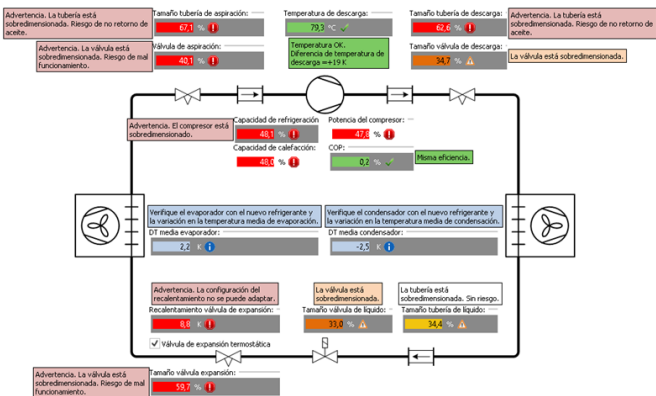 Advertencia. La tubería está
sobredimensionada. Riesgo de no retorno de
aceite.
Tamaño tubería de aspiración:
67,1 %
Temperatura de descarga:
79,3 ºC
Tamaño tubería de descarga:
62,6 %
Advertencia. La tubería está
sobredimensionada. Riesgo de no retorno de
aceite.
Advertencia. La válvula está
sobredimensionada. Riesgo de mal
funcionamiento.
Válvula de aspiración:
40,1 %
Temperatura OK.
Diferencia de temperatura de
descarga =+19 K
Tamaño válvula de descarga:
34,7 %
La válvula está sobredimensionada.
Advertencia. El compresor está
sobredimensionado.
Capacidad de refrigeración
48,1 %
Potencia del compresor:
47,8 %
Capacidad de calefacción:
48,0 %
COP:
0,2 %
Misma eficiencia.
Verifique el evaporador con el nuevo refrigerante y
la variación en la temperatura media de evaporación.
DT media evaporador:
2,2 K
Verifique el condensador con el nuevo refrigerante y
la variación en la temperatura media de condensación.
DT media condensador:
-2,5 K
Advertencia. La configuración del
recalentamiento no se puede adaptar.
Recalentamiento válvula de expansión:
8,8 K
La válvula está
sobredimensionada.
Tamaño válvula de líquido:
33,0 %
La tubería está
sobredimensionada. Sin riesgo.
Tamaño tubería de líquido:
34,4 %
Válvula de expansión termostática
Advertencia. La válvula está
sobredimensionada. Riesgo de mal
funcionamiento.
Tamaño válvula expansión:
59,7 %